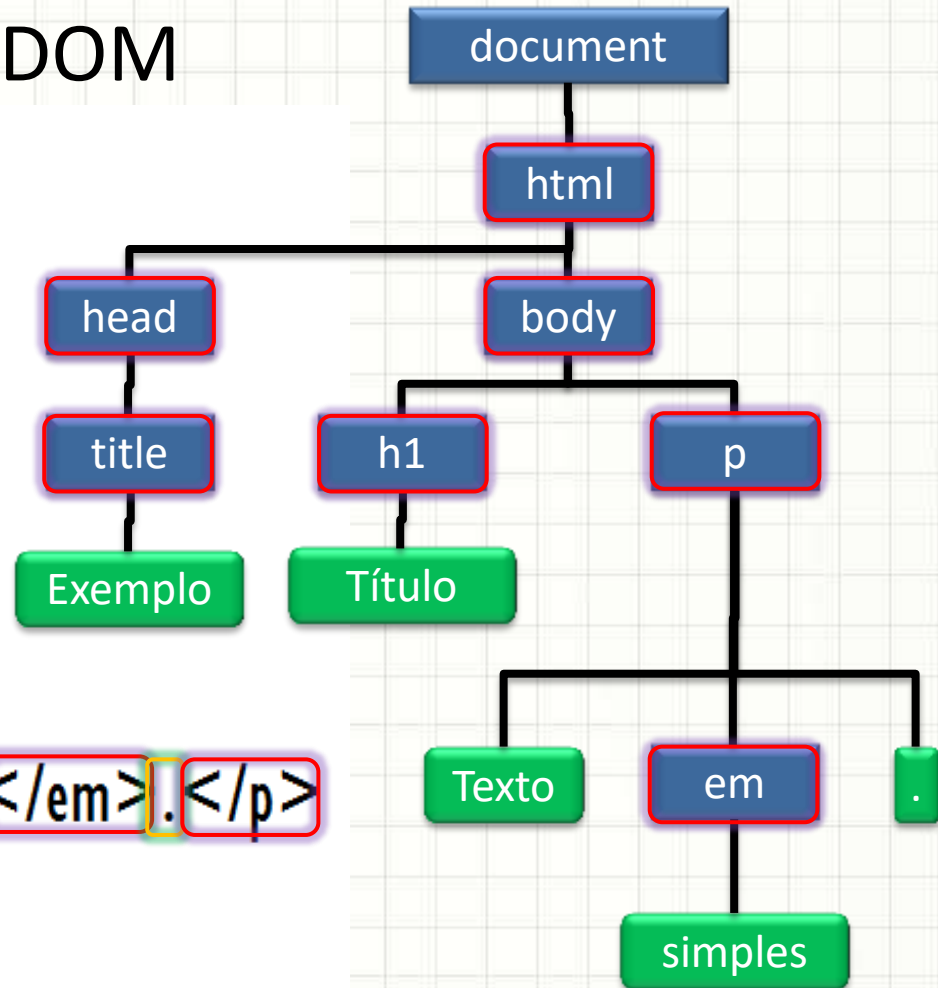 DOM
document
html
head
body
title
h1
p
Exemplo
Título
</em>.</p>
Texto
em
.
simples